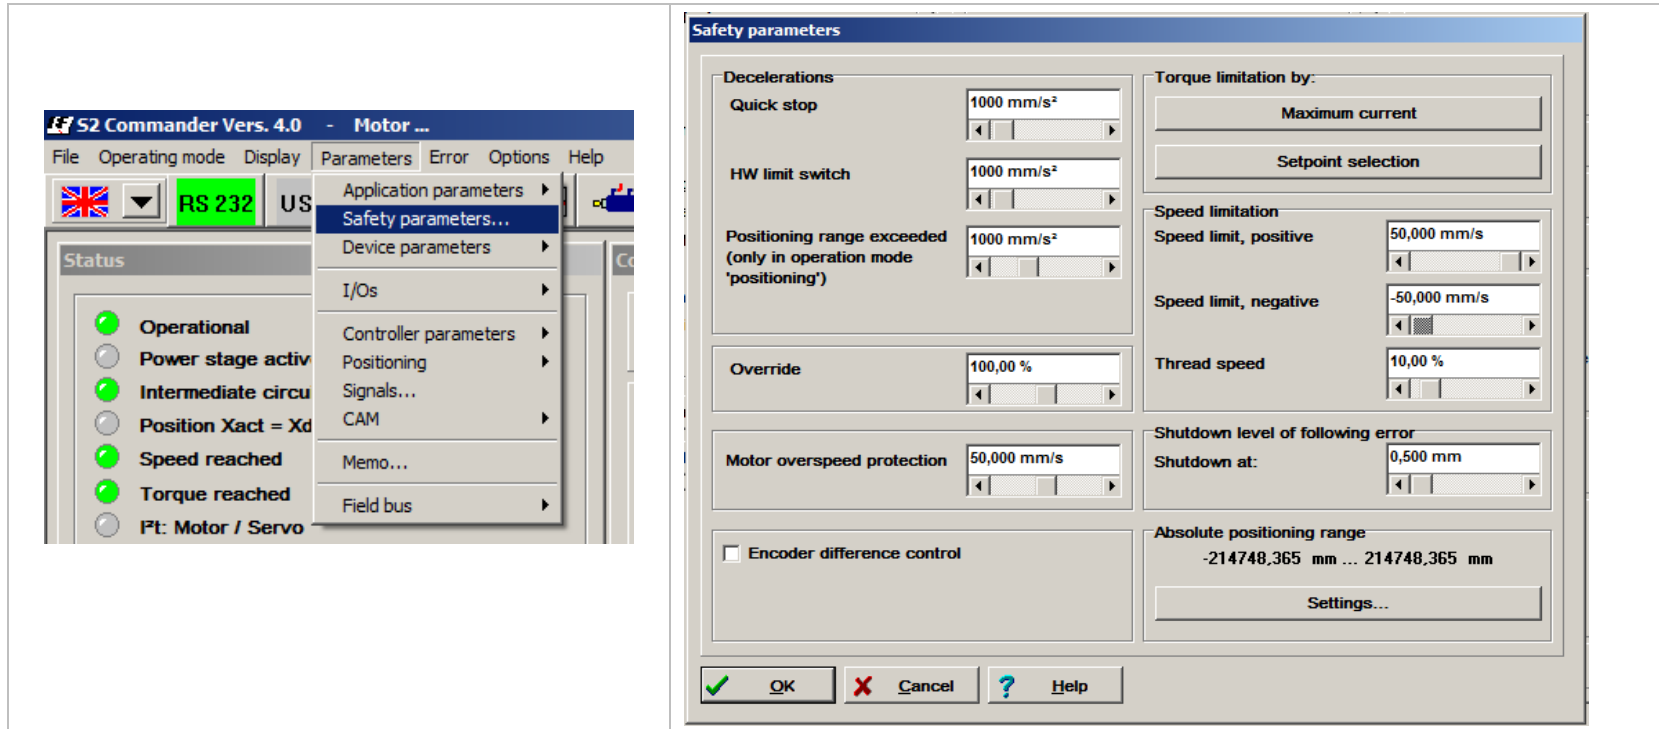 S2 Commander Vers. 4.0 - Motor ...
File Operating mode Display Parameters Error Options Help
RS 232 US
Application parameters
Safety parameters...
Device parameters
I/Os
Controller parameters
Positioning
Signals...
CAM
Memo...
Field bus
Status
Operational
Power stage activ
Intermediate circu
Position Xact = Xd
Speed reached
Torque reached
I²t: Motor / Servo
Safety parameters
Decelerations
Quick stop
1000 mm/s²
HW limit switch
1000 mm/s²
Positioning range exceeded
(only in operation mode
'positioning')
1000 mm/s²
Override
100,00 %
Motor overspeed protection
50,000 mm/s
Encoder difference control
Torque limitation by:
Maximum current
Setpoint selection
Speed limitation
Speed limit, positive
50,000 mm/s
Speed limit, negative
-50,000 mm/s
Thread speed
10,00 %
Shutdown level of following error
Shutdown at:
0,500 mm
Absolute positioning range
-214748,365 mm ... 214748,365 mm
Settings...
OK
Cancel
? Help